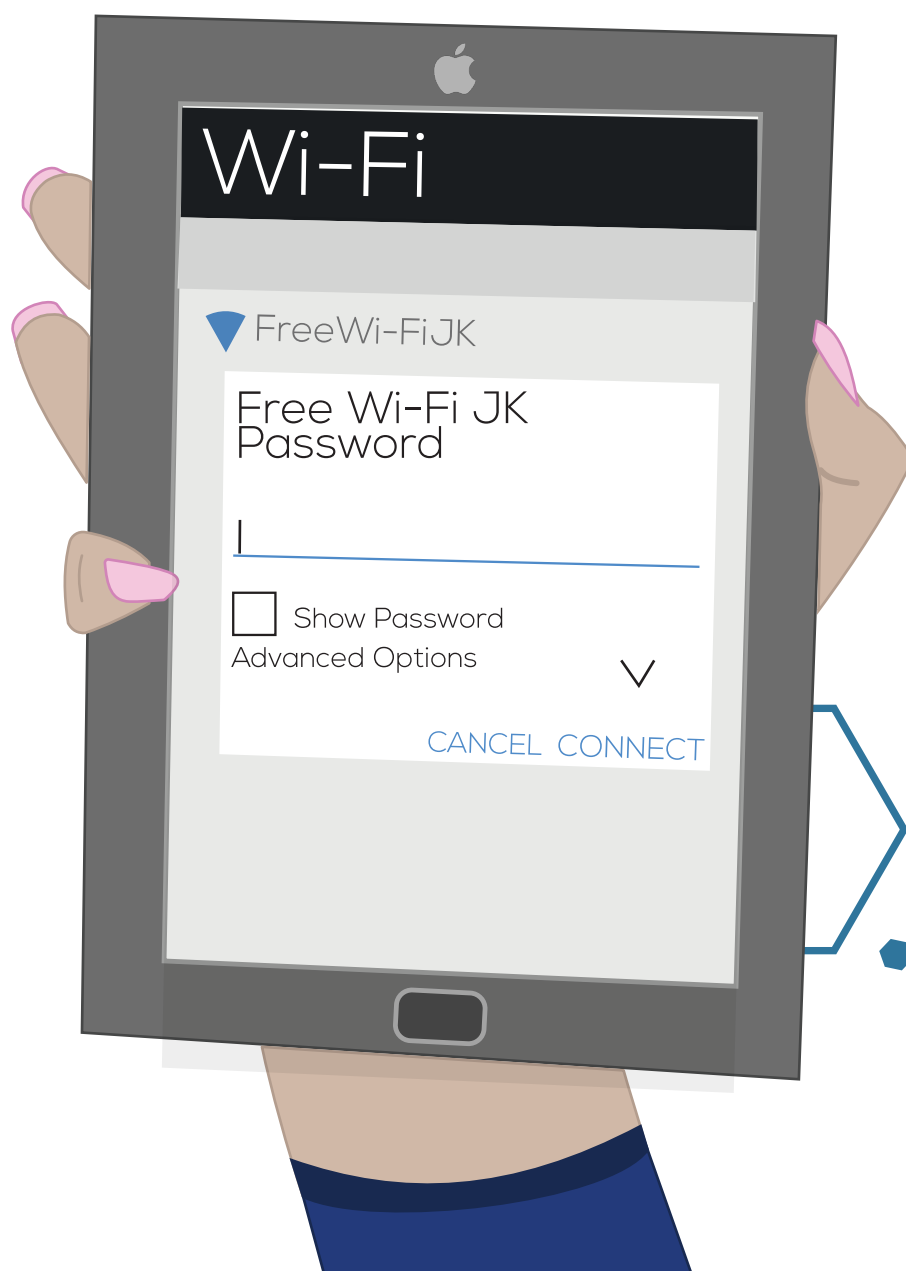 Wi-Fi
FreeWi-FiJK
Free Wi-Fi JK
Password
Show Password
Advanced Options
CANCEL CONNECT